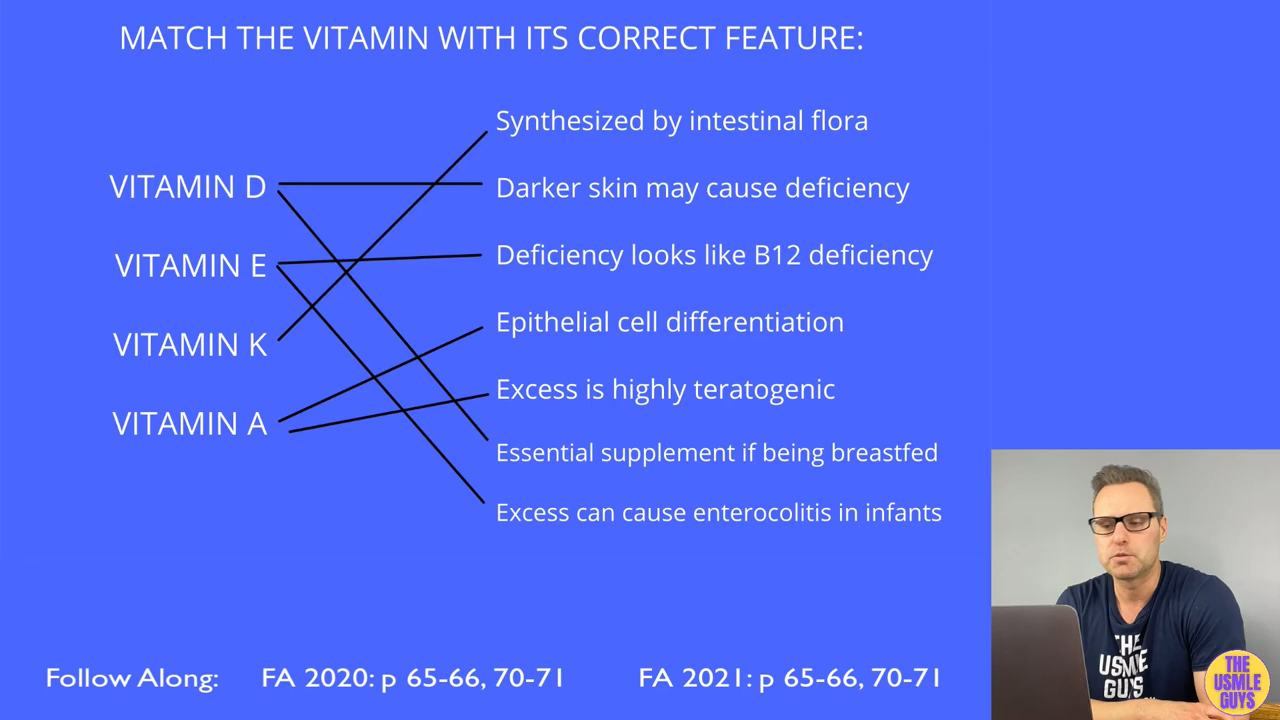 MATCH THE VITAMIN WITH ITS CORRECT FEATURE:
VITAMIN D
VITAMIN E
VITAMIN K
VITAMIN A
Synthesized by intestinal flora
Darker skin may cause deficiency
Deficiency looks like B12 deficiency
Epithelial cell differentiation
Excess is highly teratogenic
Essential supplement if being breastfed
Excess can cause enterocolitis in infants
Follow Along: FA 2020: p 65-66, 70-71 FA 2021: p 65-66, 70-71
THE
USMLE
GUYS
THE
USMLE
GUYS